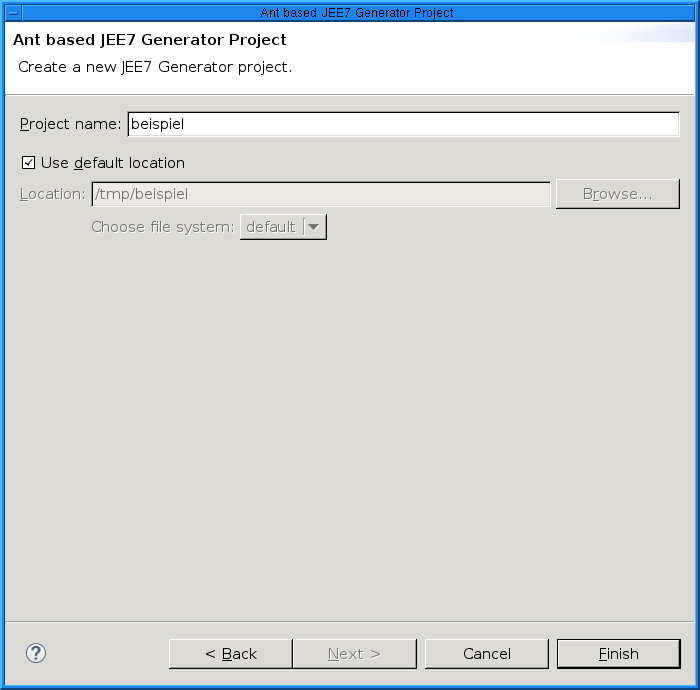 Ant based JEE7 Generator Project
Ant based JEE7 Generator Project
Create a new JEE7 Generator project.
Project name: beispiel
Use default location
Location: /tmp/beispiel Browse...
Choose file system: default
? < Back Next > Cancel Finish